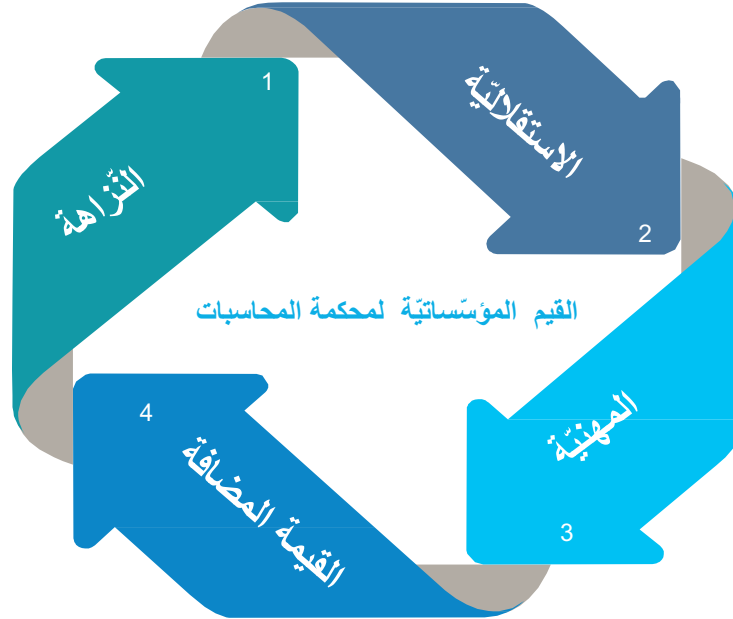 1
النّزاهة
الاستقلاليّة
2
القيم المؤسّساتيّة لمحكمة المحاسبات
المهنيّة
3
4
القيمة المضافة